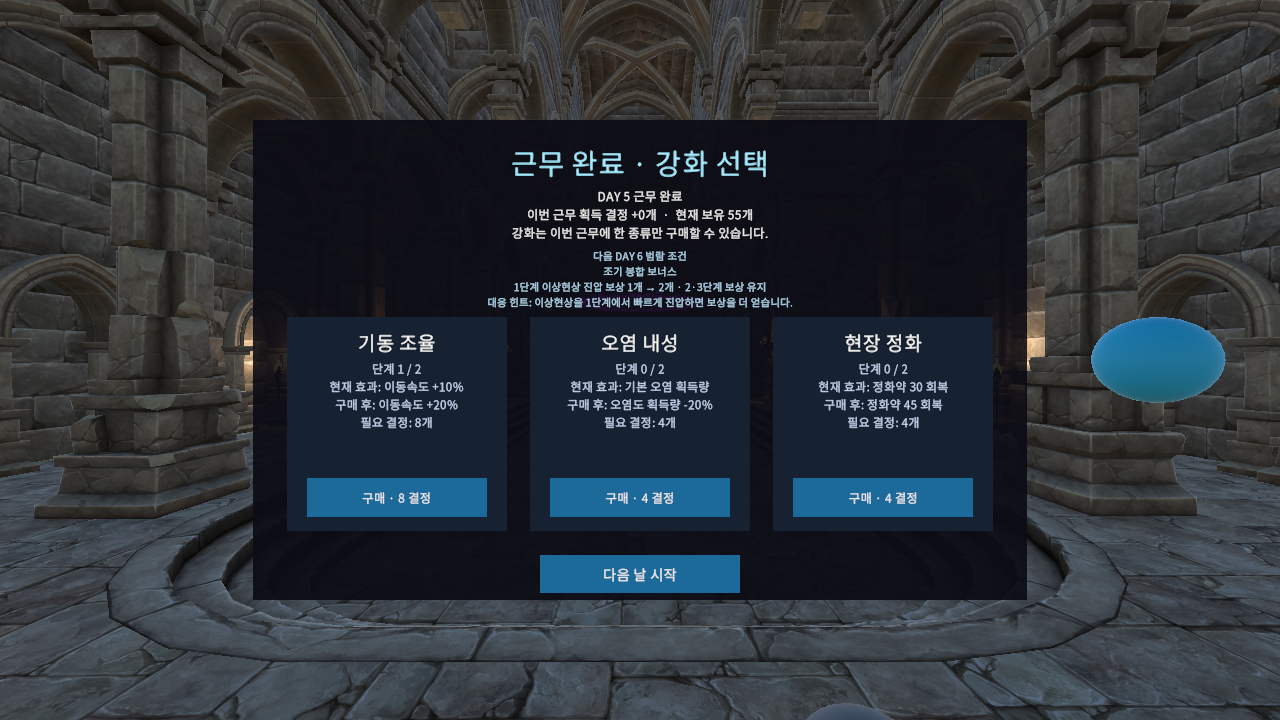 근무 완료 · 강화 선택
DAY 5 근무 완료
이번 근무 획득 결정 +0개 · 현재 보유 55개
강화는 이번 근무에 한 종류만 구매할 수 있습니다.
다음 DAY 6 범람 조건
조기 봉합 보너스
1단계 이상현상 진압 보상 1개 → 2개 · 2·3단계 보상 유지
대응 힌트: 이상현상을 1단계에서 빠르게 진압하면 보상을 더 얻습니다.
기동 조율
단계 1 / 2
현재 효과: 이동속도 +10%
구매 후: 이동속도 +20%
필요 결정: 8개
구매 · 8 결정
오염 내성
단계 0 / 2
현재 효과: 기본 오염 획득량
구매 후: 오염도 획득량 -20%
필요 결정: 4개
구매 · 4 결정
현장 정화
단계 0 / 2
현재 효과: 정화약 30 회복
구매 후: 정화약 45 회복
필요 결정: 4개
구매 · 4 결정
다음 날 시작